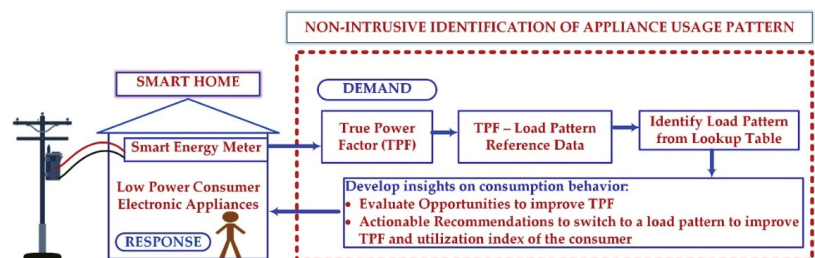 NON-INTRUSIVE IDENTIFICATION OF APPLIANCE USAGE PATTERN
SMART HOME
DEMAND
Smart Energy Meter
True Power
Factor (TPF)
TPF – Load Pattern
Reference Data
Identify Load Pattern
from Lookup Table
Low Power Consumer
Electronic Appliances
RESPONSE
Develop insights on consumption behavior:
• Evaluate Opportunities to improve TPF
• Actionable Recommendations to switch to a load pattern to improve
TPF and utilization index of the consumer